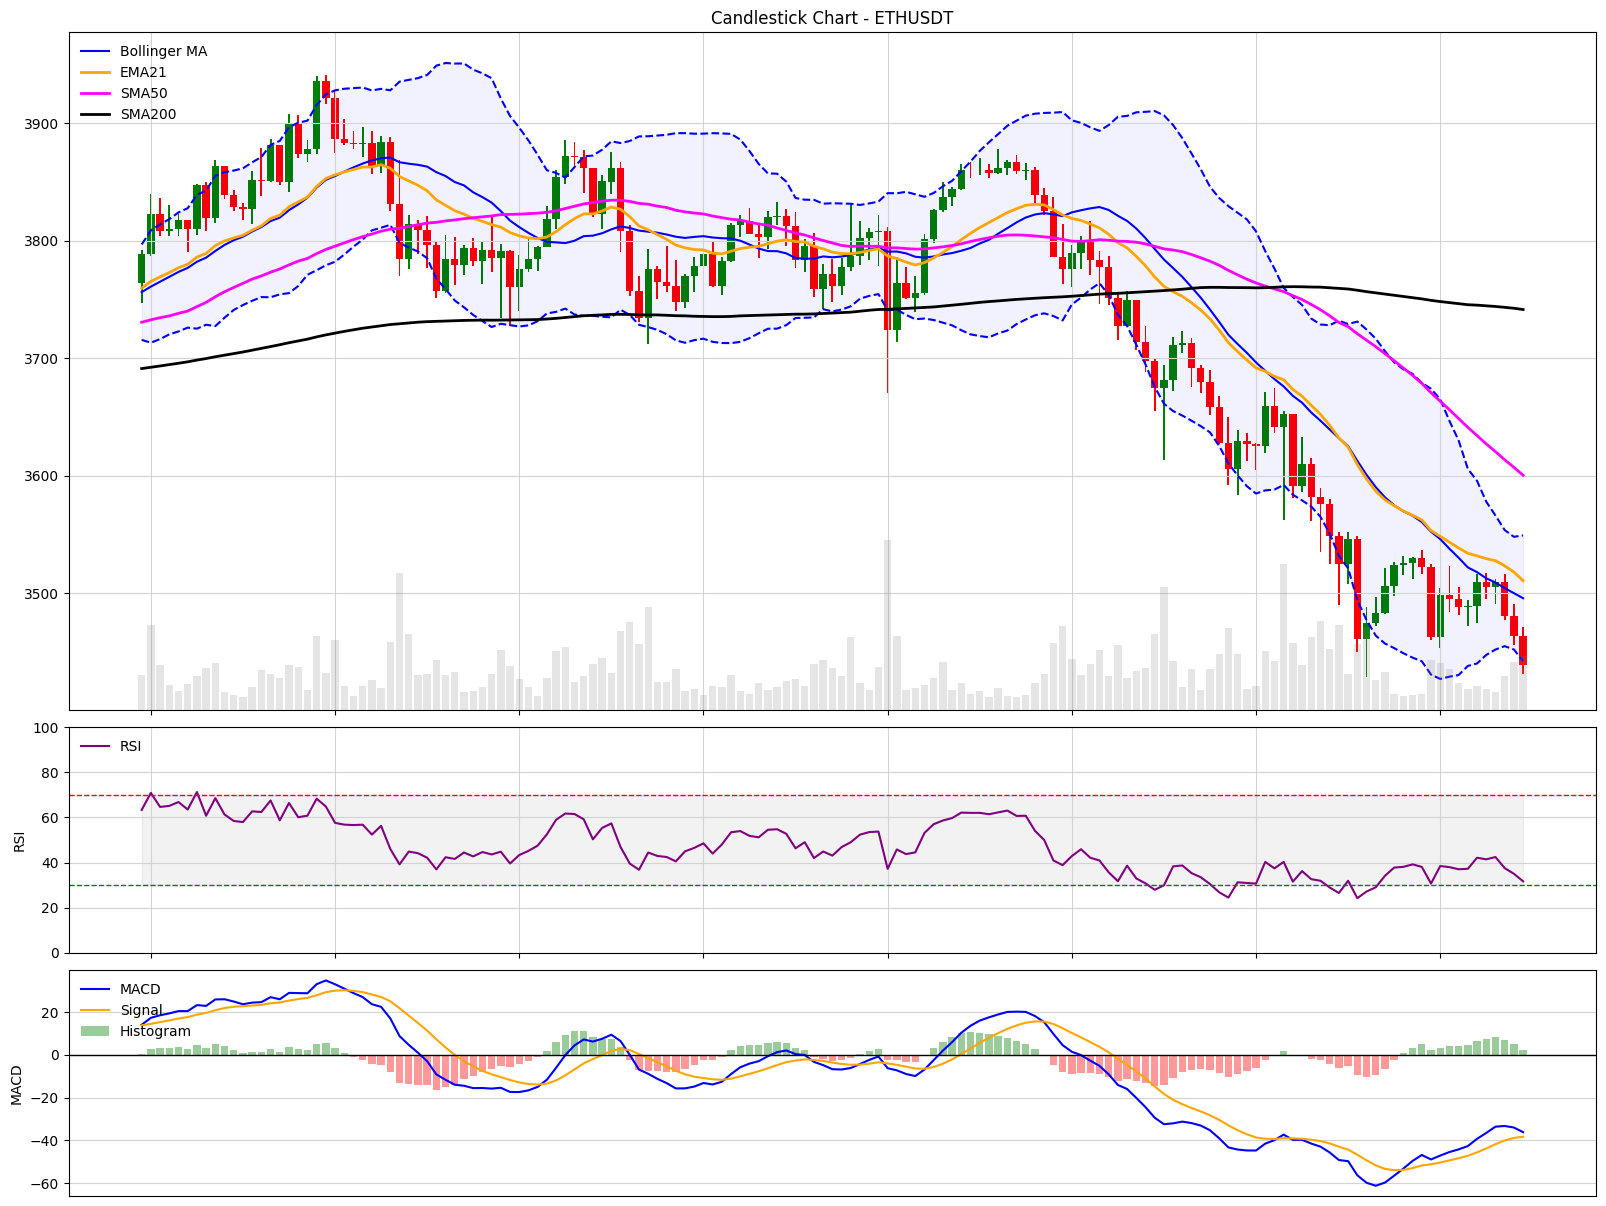 Candlestick Chart - ETHUSDT
Bollinger MA
EMA21
SMA50
SMA200
3900
3800
3700
3600
3500
100
80
60
40
20
0
RSI
RSI
20
0
−20
−40
−60
MACD
MACD
Signal
Histogram